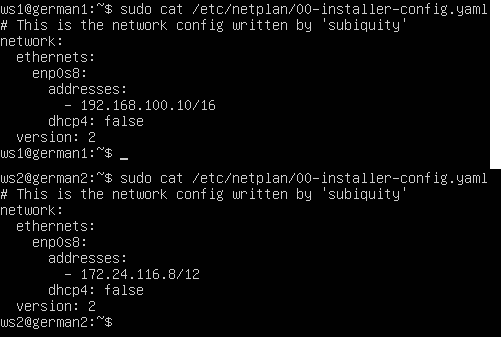 ws1@german1:~$ sudo cat /etc/netplan/00-installer-config.yaml
# This is the network config written by 'subiquity'
network:
  ethernets:
    enp0s8:
      addresses:
        - 192.168.100.10/16
      dhcp4: false
  version: 2
ws1@german1:~$ _
ws2@german2:~$ sudo cat /etc/netplan/00-installer-config.yaml
# This is the network config written by 'subiquity'
network:
  ethernets:
    enp0s8:
      addresses:
        - 172.24.116.8/12
      dhcp4: false
  version: 2
ws2@german2:~$